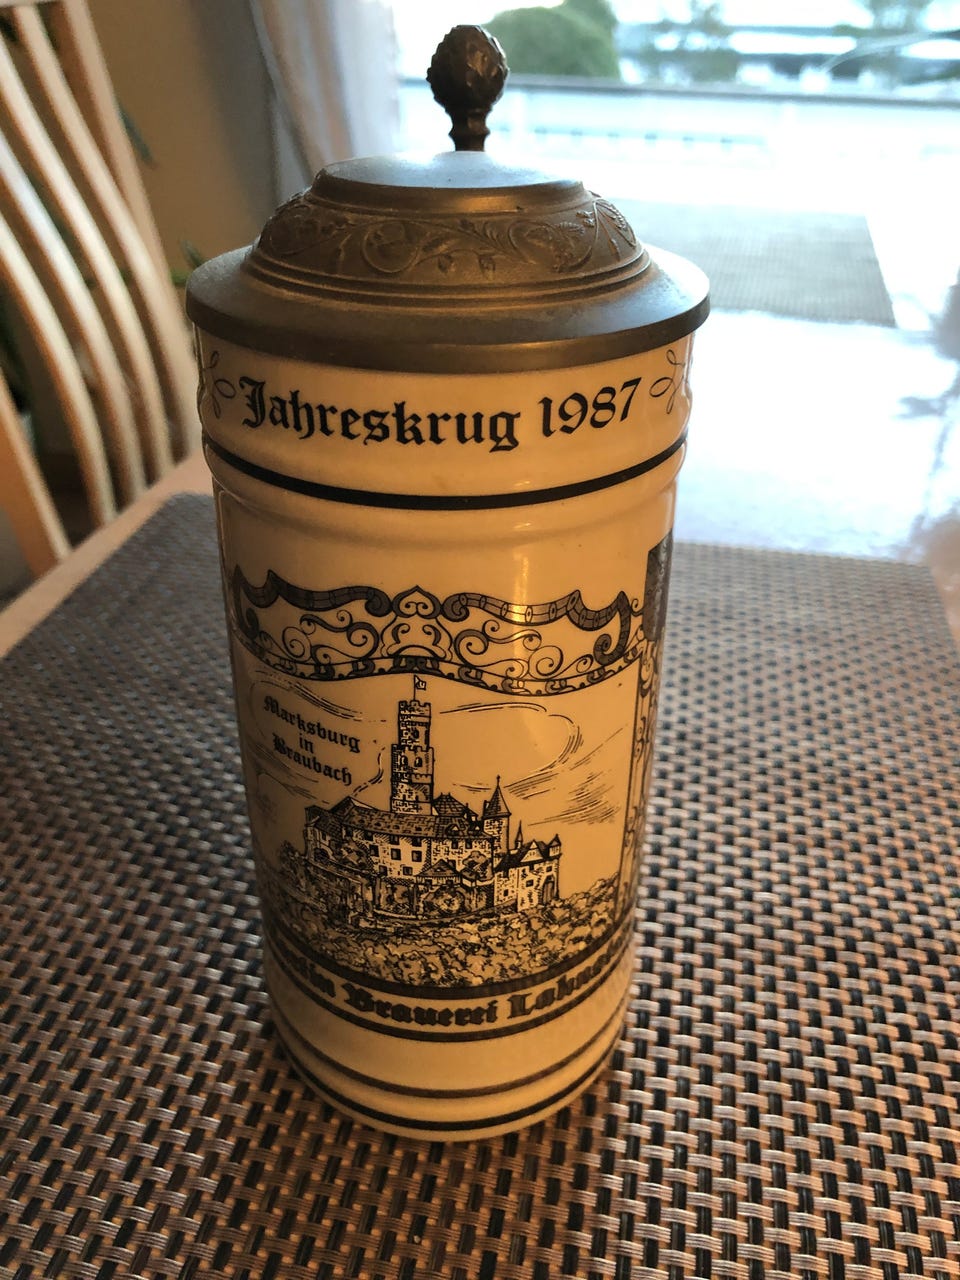 Jahreskrug 1987
Marksburg
in
Braubach
Brauerei